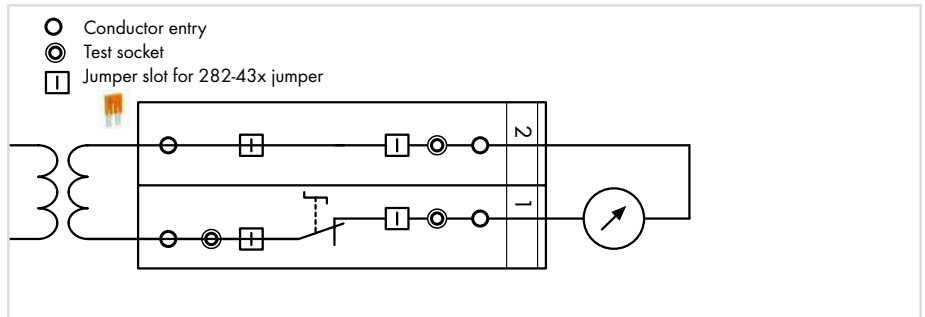 Conductor entry
Test socket
Jumper slot for 282-43x jumper
2
1